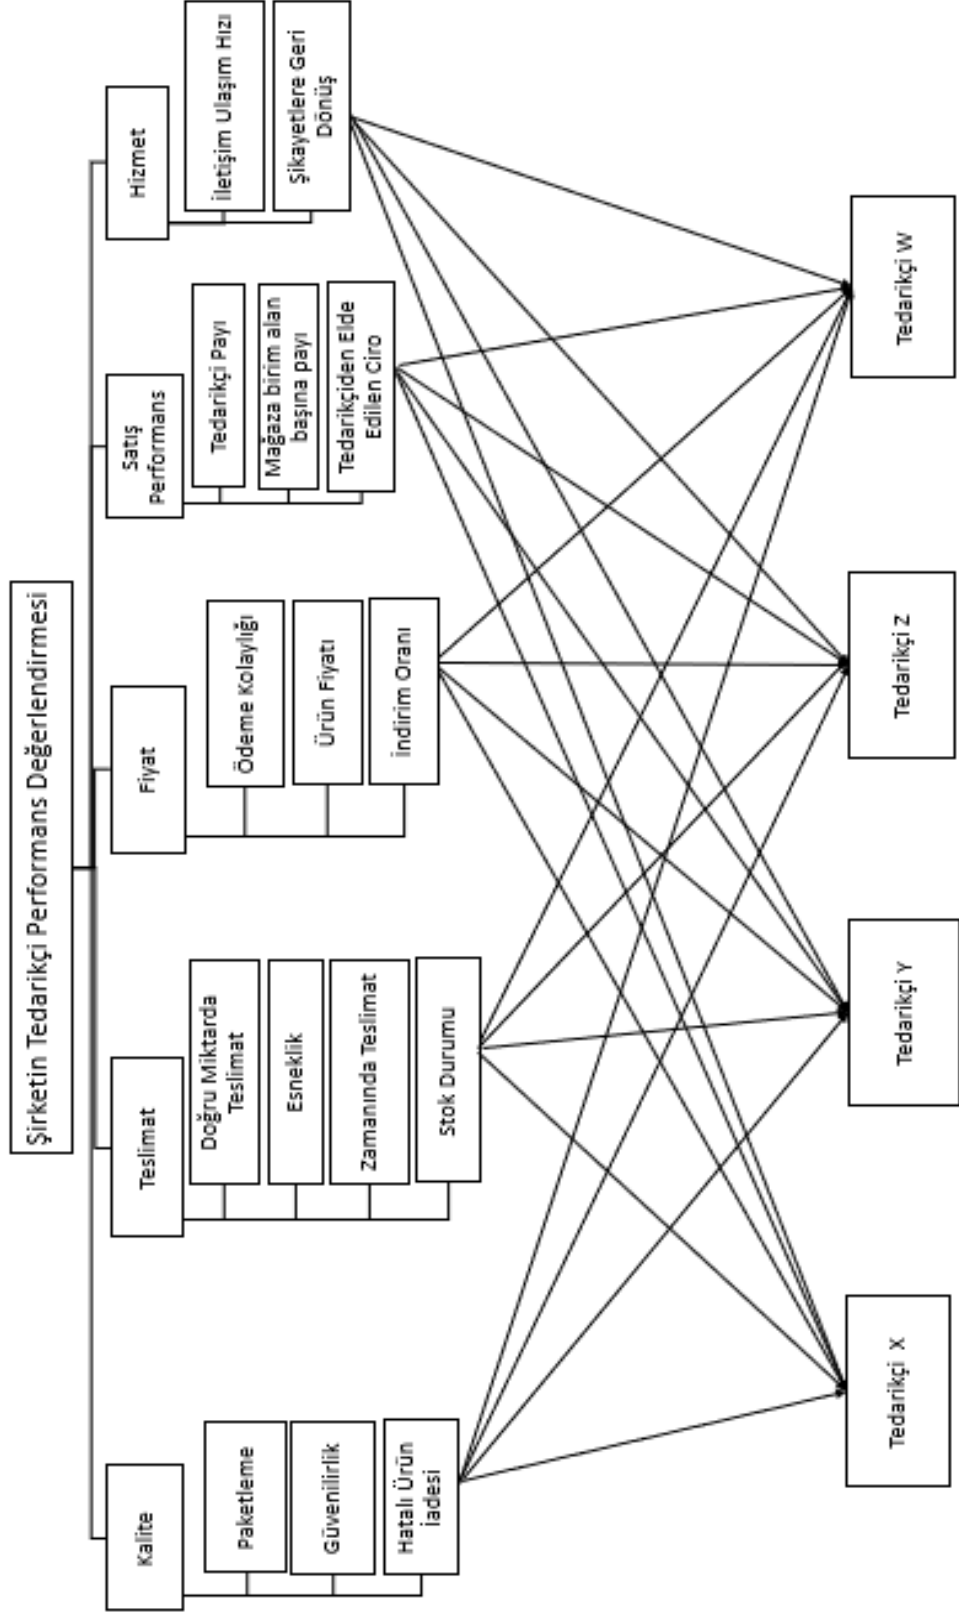 Şirketin Tedarikçi Performans Değerlendirmesi
Kalite
Paketleme
Güvenilirlik
Hatalı Ürün
İadesi
Teslimat
Doğru Miktarda
Teslimat
Esneklik
Zamanında Teslimat
Stok Durumu
Fiyat
Ödeme Kolaylığı
Ürün Fiyatı
İndirim Oranı
Satış
Performans
Tedarikçi Payı
Mağaza birim alan
başına payı
Tedarikçiden Elde
Edilen Ciro
Hizmet
İletişim Ulaşım Hızı
Şikayetlere Geri
Dönüş
Tedarikçi X
Tedarikçi Y
Tedarikçi Z
Tedarikçi W